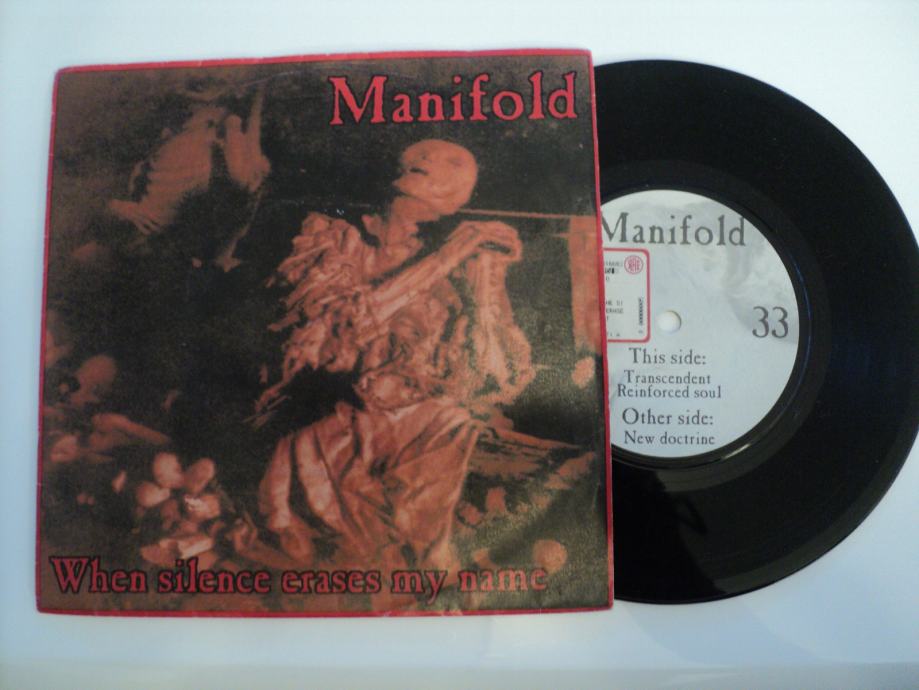 Manifold
When silence erases my name
Manifold
33
This side:
Transcendent
Reinforced soul
Other side:
New doctrine